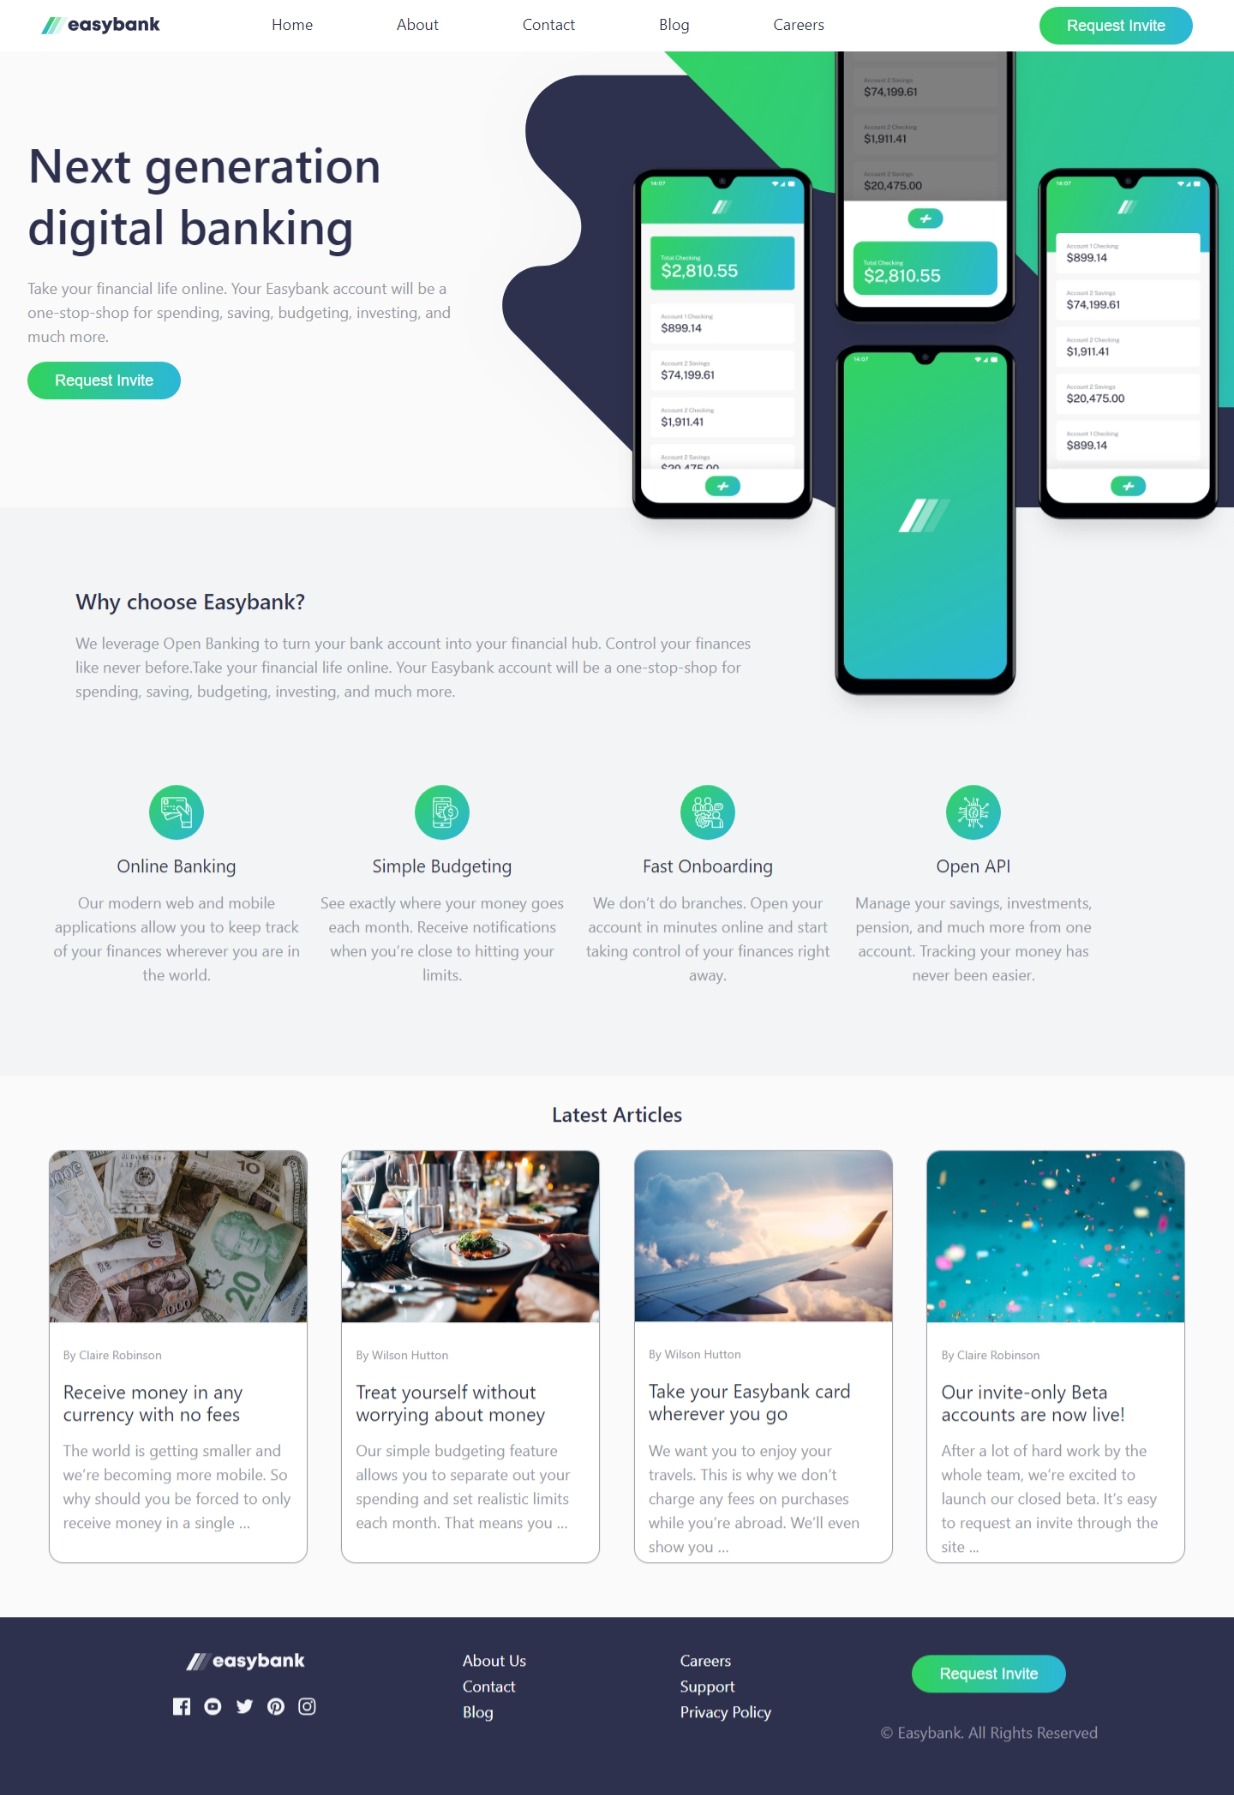 easybank
Home
About
Contact
Blog
Careers
Request Invite
Next generation
digital banking
Take your financial life online. Your Easybank account will be a
one-stop-shop for spending, saving, budgeting, investing, and
much more.
Request Invite
14:07
Total Checking
$2,810.55
Account 1 Checking
$899.14
Account 2 Savings
$74,199.61
Account 2 Checking
$1,911.41
Account 2 Savings
$20,475.00
Account 2 Savings
$74,199.61
Account 2 Checking
$1,911.41
Account 2 Savings
$20,475.00
Total Checking
$2,810.55
14:07
14:07
Account 1 Checking
$899.14
Account 2 Savings
$74,199.61
Account 2 Checking
$1,911.41
Account 2 Savings
$20,475.00
Account 1 Checking
$899.14
Why choose Easybank?
We leverage Open Banking to turn your bank account into your financial hub. Control your finances
like never before.Take your financial life online. Your Easybank account will be a one-stop-shop for
spending, saving, budgeting, investing, and much more.
Online Banking
Our modern web and mobile
applications allow you to keep track
of your finances wherever you are in
the world.
Simple Budgeting
See exactly where your money goes
each month. Receive notifications
when you’re close to hitting your
limits.
Fast Onboarding
We don’t do branches. Open your
account in minutes online and start
taking control of your finances right
away.
Open API
Manage your savings, investments,
pension, and much more from one
account. Tracking your money has
never been easier.
Latest Articles
By Claire Robinson
Receive money in any
currency with no fees
The world is getting smaller and
we’re becoming more mobile. So
why should you be forced to only
receive money in a single ...
By Wilson Hutton
Treat yourself without
worrying about money
Our simple budgeting feature
allows you to separate out your
spending and set realistic limits
each month. That means you ...
By Wilson Hutton
Take your Easybank card
wherever you go
We want you to enjoy your
travels. This is why we don’t
charge any fees on purchases
while you’re abroad. We’ll even
show you ...
By Claire Robinson
Our invite-only Beta
accounts are now live!
After a lot of hard work by the
whole team, we’re excited to
launch our closed beta. It’s easy
to request an invite through the
site ...
easybank
About Us
Contact
Blog
Careers
Support
Privacy Policy
Request Invite
© Easybank. All Rights Reserved